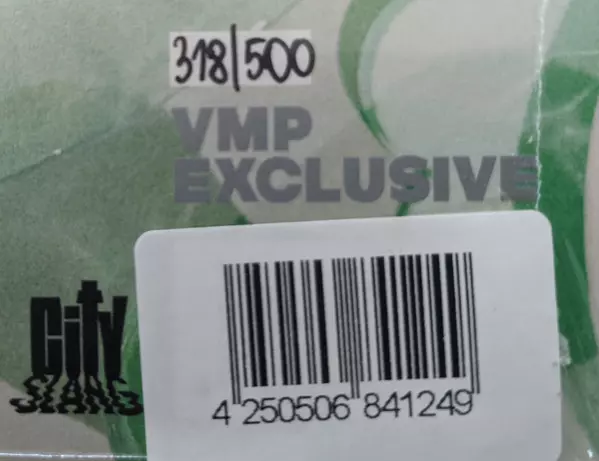 318/500
VMP
EXCLUSIVE
City
SLANG
4 250506 841249